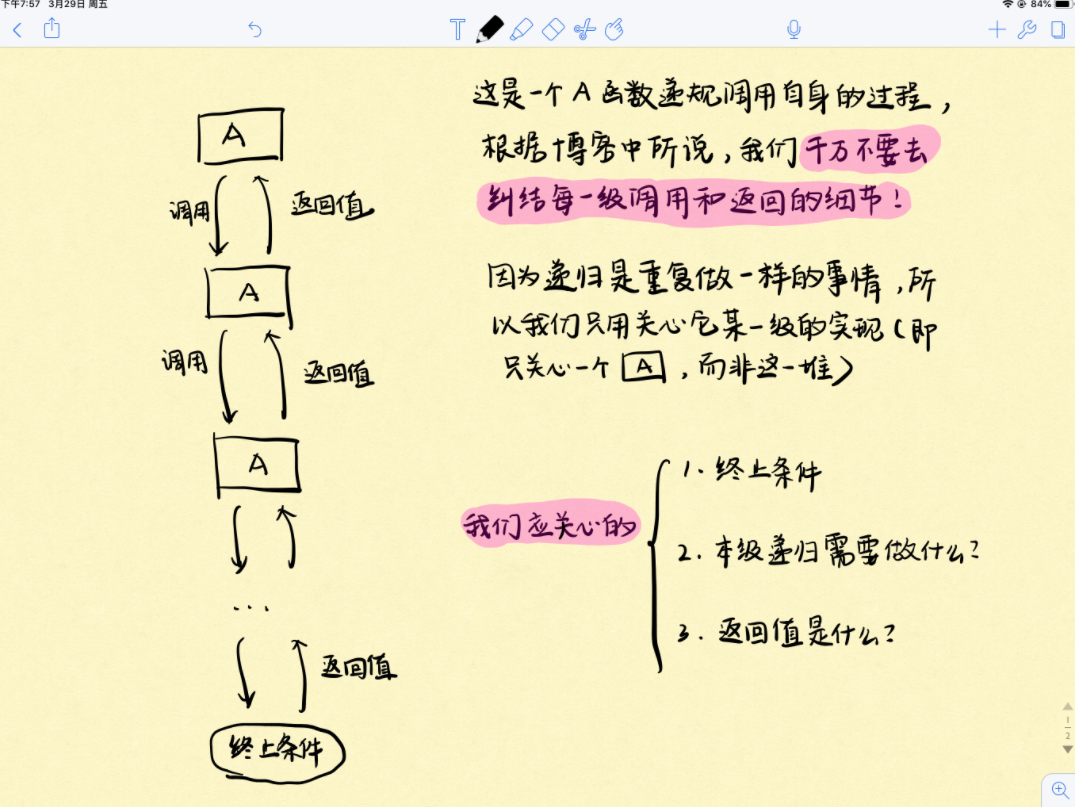 下午7:57 3月29日 周五
84%
T
A
调用
返回值
A
调用
返回值
A
...
返回值
终止条件
这是一个A函数递规调用自身的过程，
根据博客中所说，我们千万不要去
纠结每一级调用和返回的细节！
因为递归是重复做一样的事情，所
以我们只用关心它某一级的实现（即
只关心一个 A ，而非这一堆）
我们应关心的
1. 终止条件
2. 本级递归需要做什么？
3. 返回值是什么？
1
2